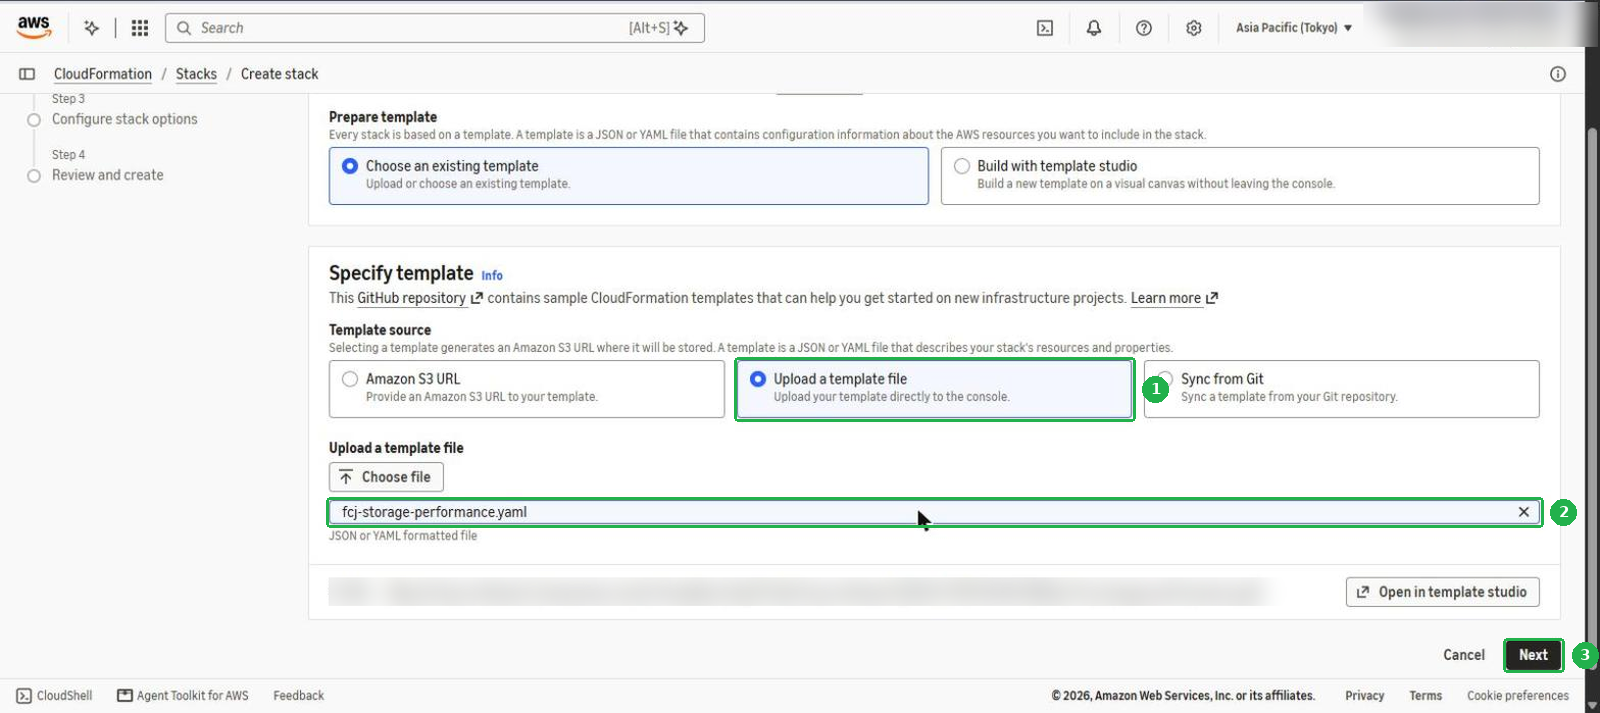 aws
Search
[Alt+S]
Asia Pacific (Tokyo)
CloudFormation / Stacks / Create stack
Step 3
Configure stack options
Step 4
Review and create
Prepare template
Every stack is based on a template. A template is a JSON or YAML file that contains configuration information about the AWS resources you want to include in the stack.
Choose an existing template
Upload or choose an existing template.
Build with template studio
Build a new template on a visual canvas without leaving the console.
Specify template Info
This GitHub repository contains sample CloudFormation templates that can help you get started on new infrastructure projects. Learn more
Template source
Selecting a template generates an Amazon S3 URL where it will be stored. A template is a JSON or YAML file that describes your stack's resources and properties.
Amazon S3 URL
Provide an Amazon S3 URL to your template.
Upload a template file
Upload your template directly to the console.
1
Sync from Git
Sync a template from your Git repository.
Upload a template file
Choose file
fcj-storage-performance.yaml
2
JSON or YAML formatted file
Open in template studio
Cancel
Next
3
CloudShell
Agent Toolkit for AWS
Feedback
© 2026, Amazon Web Services, Inc. or its affiliates.
Privacy
Terms
Cookie preferences